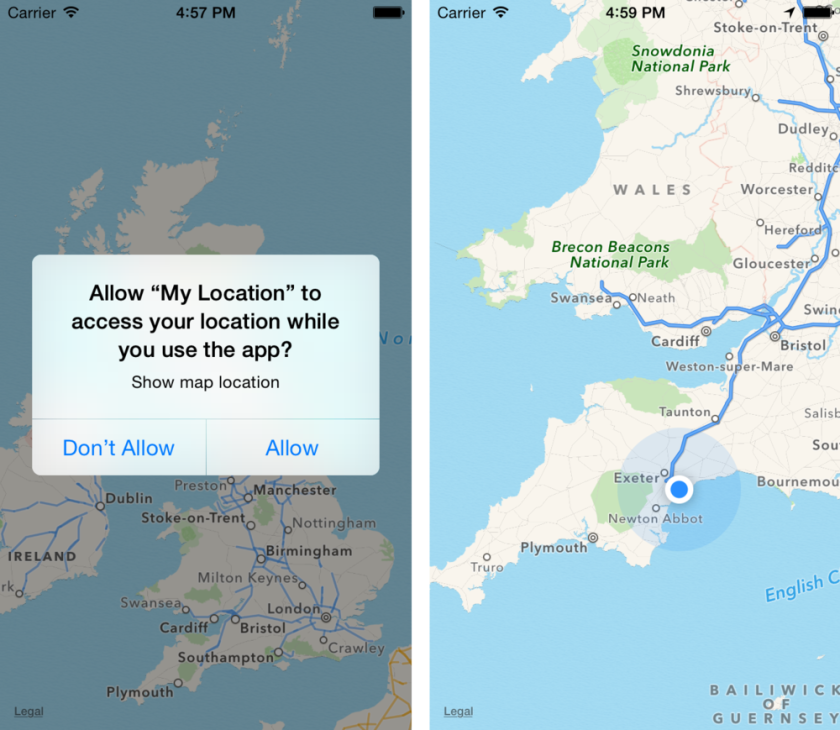 Carrier 4:57 PM
Allow “My Location” to
access your location while
you use the app?
Show map location
Don’t Allow Allow
Preston
Manchester
Dublin
Stoke-on-Trent
Nottingham
IRELAND
Birmingham
Milton Keynes
rk
Swansea
London
Cardiff
Bristol
Crawley
Southampton
Plymouth
Legal
Nor
Carrier 4:59 PM
Stoke-on-Trent
Snowdonia
National Park
Shrewsbury
Dudley
Redditc
WALES
Worcester
Hereford
Brecon Beacons
National Park
Gloucester
Swansea
Neath
Swin
Cardiff
Bristol
Weston-super-Mare
Taunton
Salisb
Sou
Exeter
Bournemou
Newton Abbot
Plymouth
Truro
English C
BAILIWICK
OF
GUERNSEY
Legal